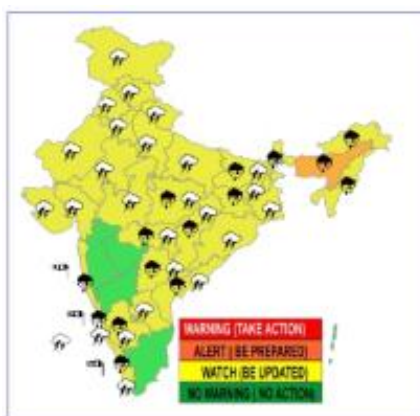 WARNING (TAKE ACTION)
ALERT ( BE PREPARED)
WATCH (BE UPDATED)
NO WARNING ( NO ACTION)